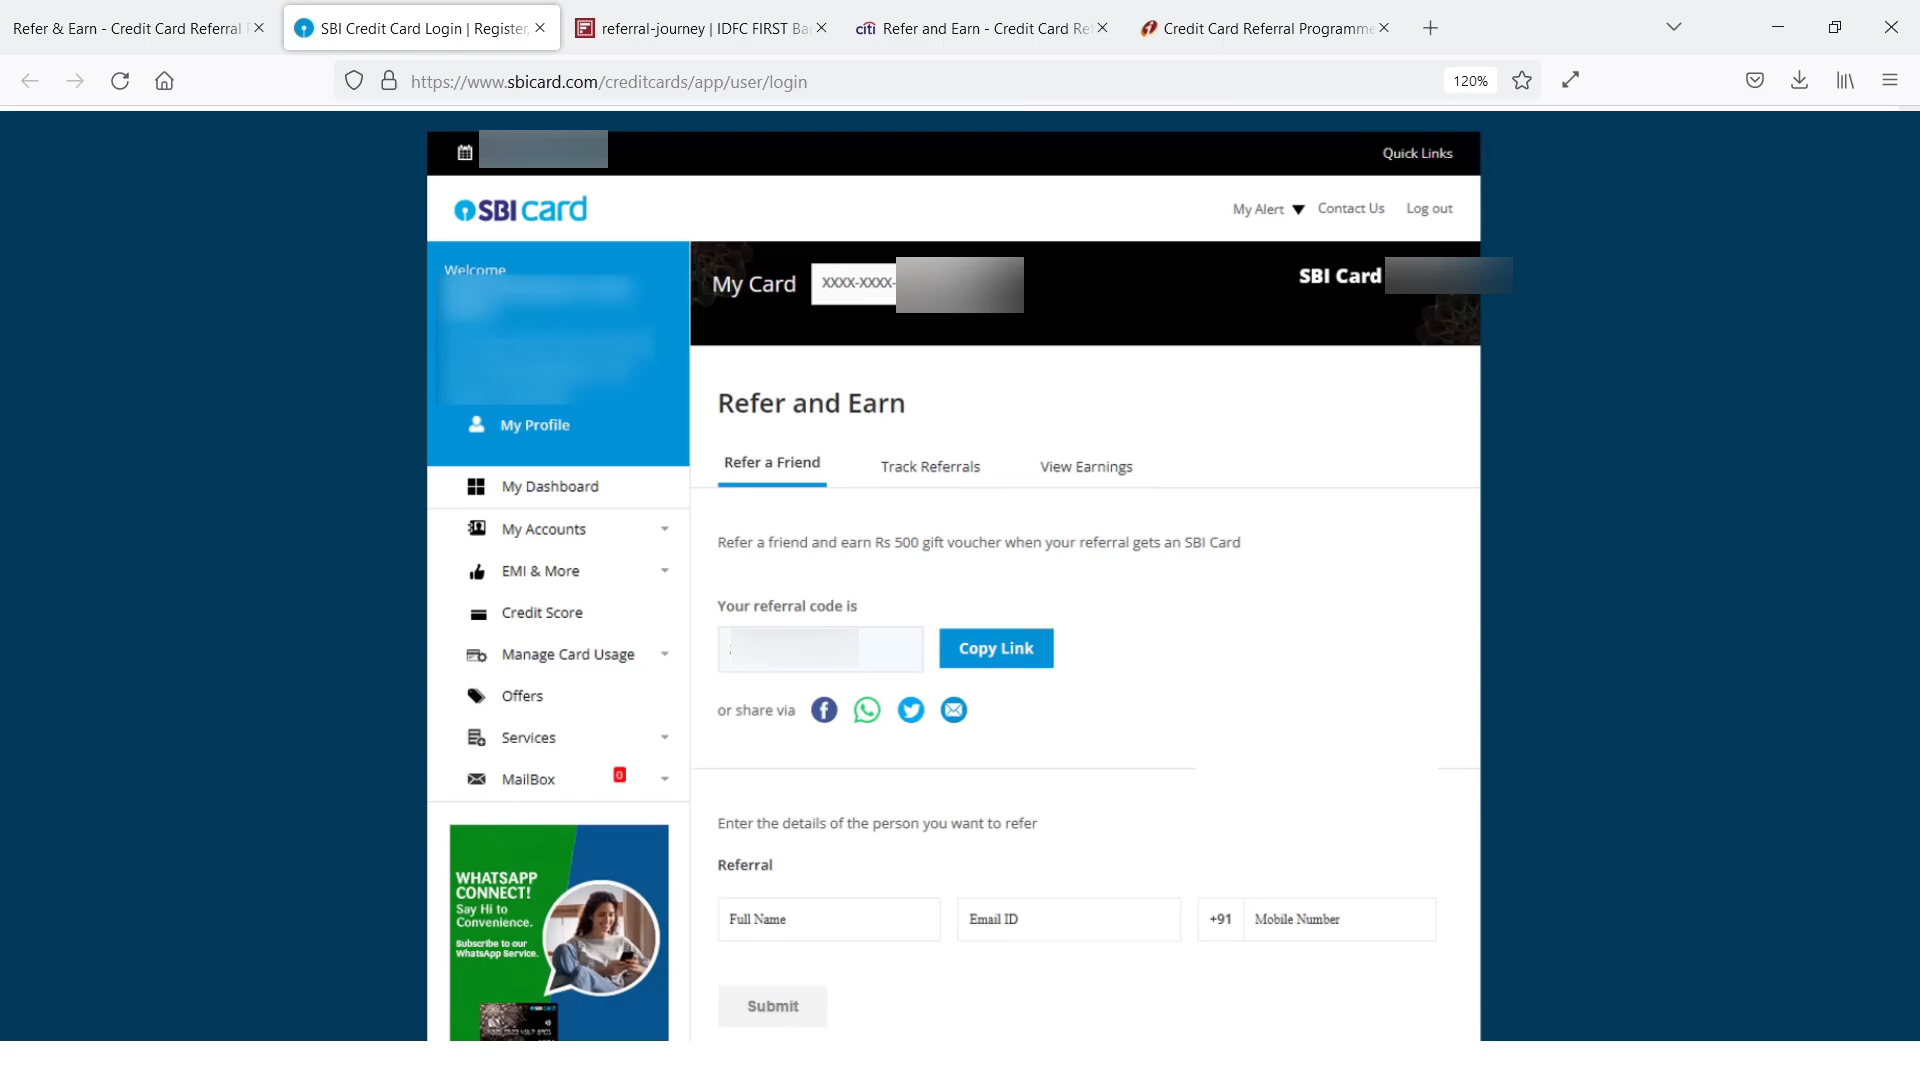 Refer & Earn - Credit Card Referral
SBI Credit Card Login | Register,
referral-journey | IDFC FIRST Ba
citi Refer and Earn - Credit Card Re
Credit Card Referral Programme
https://www.sbicard.com/creditcards/app/user/login
120%
Quick Links
SBI card
My Alert
Contact Us
Log out
Welcome
My Card
XXXX-XXXX-
SBI Card
My Profile
Refer and Earn
Refer a Friend
Track Referrals
View Earnings
My Dashboard
My Accounts
EMI & More
Credit Score
Manage Card Usage
Offers
Services
MailBox
0
Refer a friend and earn Rs 500 gift voucher when your referral gets an SBI Card
Your referral code is
Copy Link
or share via
Enter the details of the person you want to refer
Referral
Full Name
Email ID
+91
Mobile Number
Submit
WHATSAPP
CONNECT!
Say Hi to
Convenience.
Subscribe to our
WhatsApp Service.